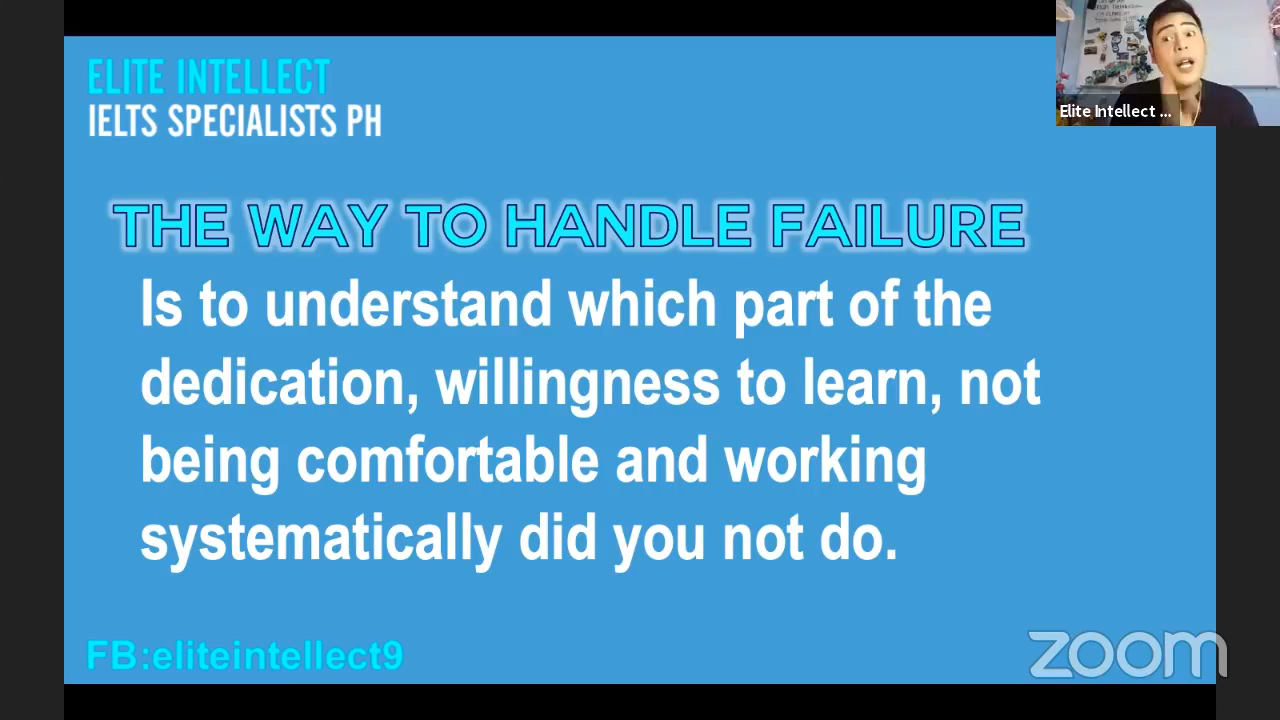 ELITE INTELLECT
IELTS SPECIALISTS PH
Elite Intellect ...
THE WAY TO HANDLE FAILURE
Is to understand which part of the
dedication, willingness to learn, not
being comfortable and working
systematically did you not do.
FB:eliteintellect9
zoom